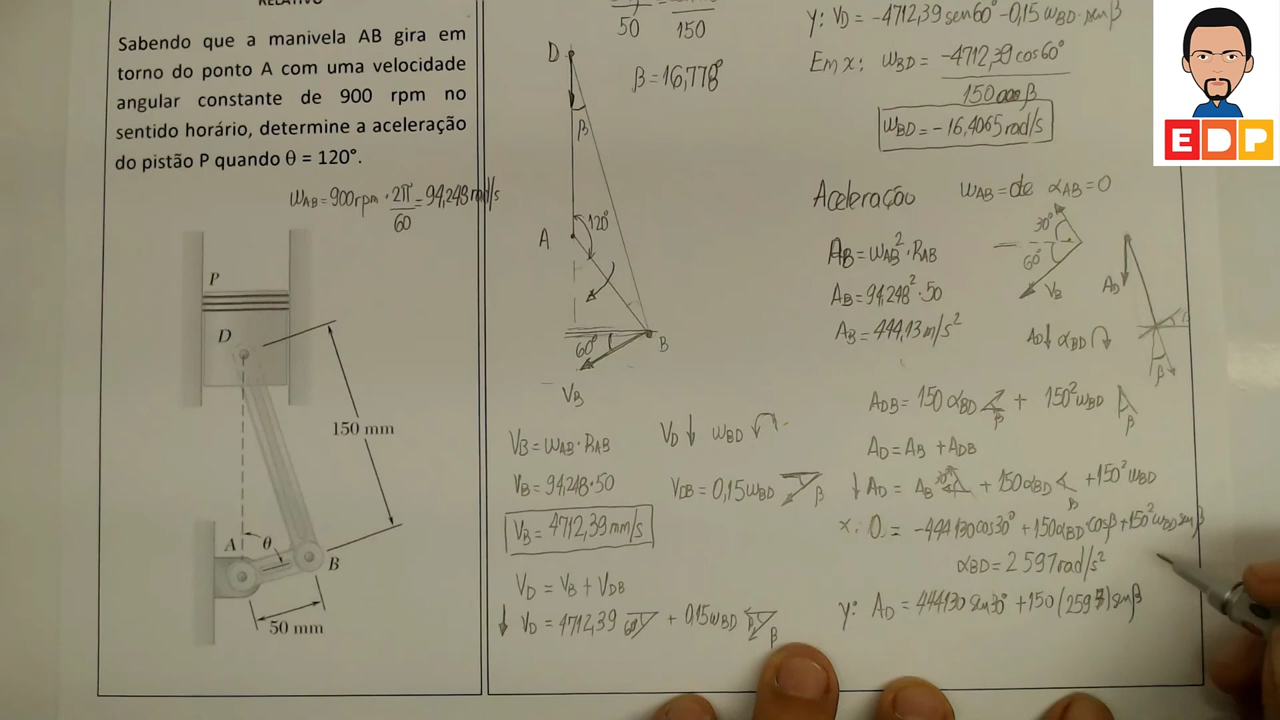 RELATIVO
Sabendo que a manivela AB gira em
torno do ponto A com uma velocidade
angular constante de 900 rpm no
sentido horário, determine a aceleração
do pistão P quando θ = 120°.
ωAB = 900rpm · 2π/60 = 94,248 rad/s
P
D
150 mm
A θ
B
50 mm
50 150
β = 16,778°
D
β
120°
A
60° B
VB
VB = ωAB · RAB
VB = 94,248 · 50
VB = 4712,39 mm/s
VD ↓ ωBD
VDB = 0,15ωBD β
VD = VB + VDB
↓ VD = 4712,39 60° + 0,15ωBD β
y: VD = -4712,39 sen60° - 0,15 ωBD · senβ
Em x: ωBD = -4712,39 cos60°
150 cosβ
ωBD = -16,4065 rad/s
EDP
Aceleração ωAB = cte αAB = 0
AB = ωAB² · RAB
AB = 94,248² · 50
AB = 444,13 m/s²
30°
60°
VB
AD
AD ↓ αBD
β
ADB = 150 αBD β + 150² ωBD β
AD = AB + ADB
↓ AD = AB 30° + 150αBD β + 150² ωBD
x: 0 = -444130 cos30° + 150αBD cosβ + 150² ωBD senβ
αBD = 2597 rad/s²
y: AD = 444130 sen30° + 150 (2597) senβ